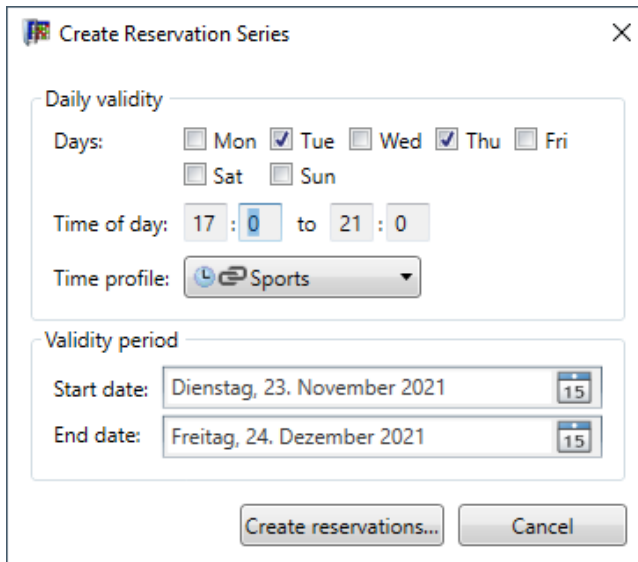 Create Reservation Series
Daily validity
Days: Mon Tue Wed Thu Fri
Sat Sun
Time of day: 17 : 0 to 21 : 0
Time profile: Sports
Validity period
Start date: Dienstag, 23. November 2021 15
End date: Freitag, 24. Dezember 2021 15
Create reservations... Cancel